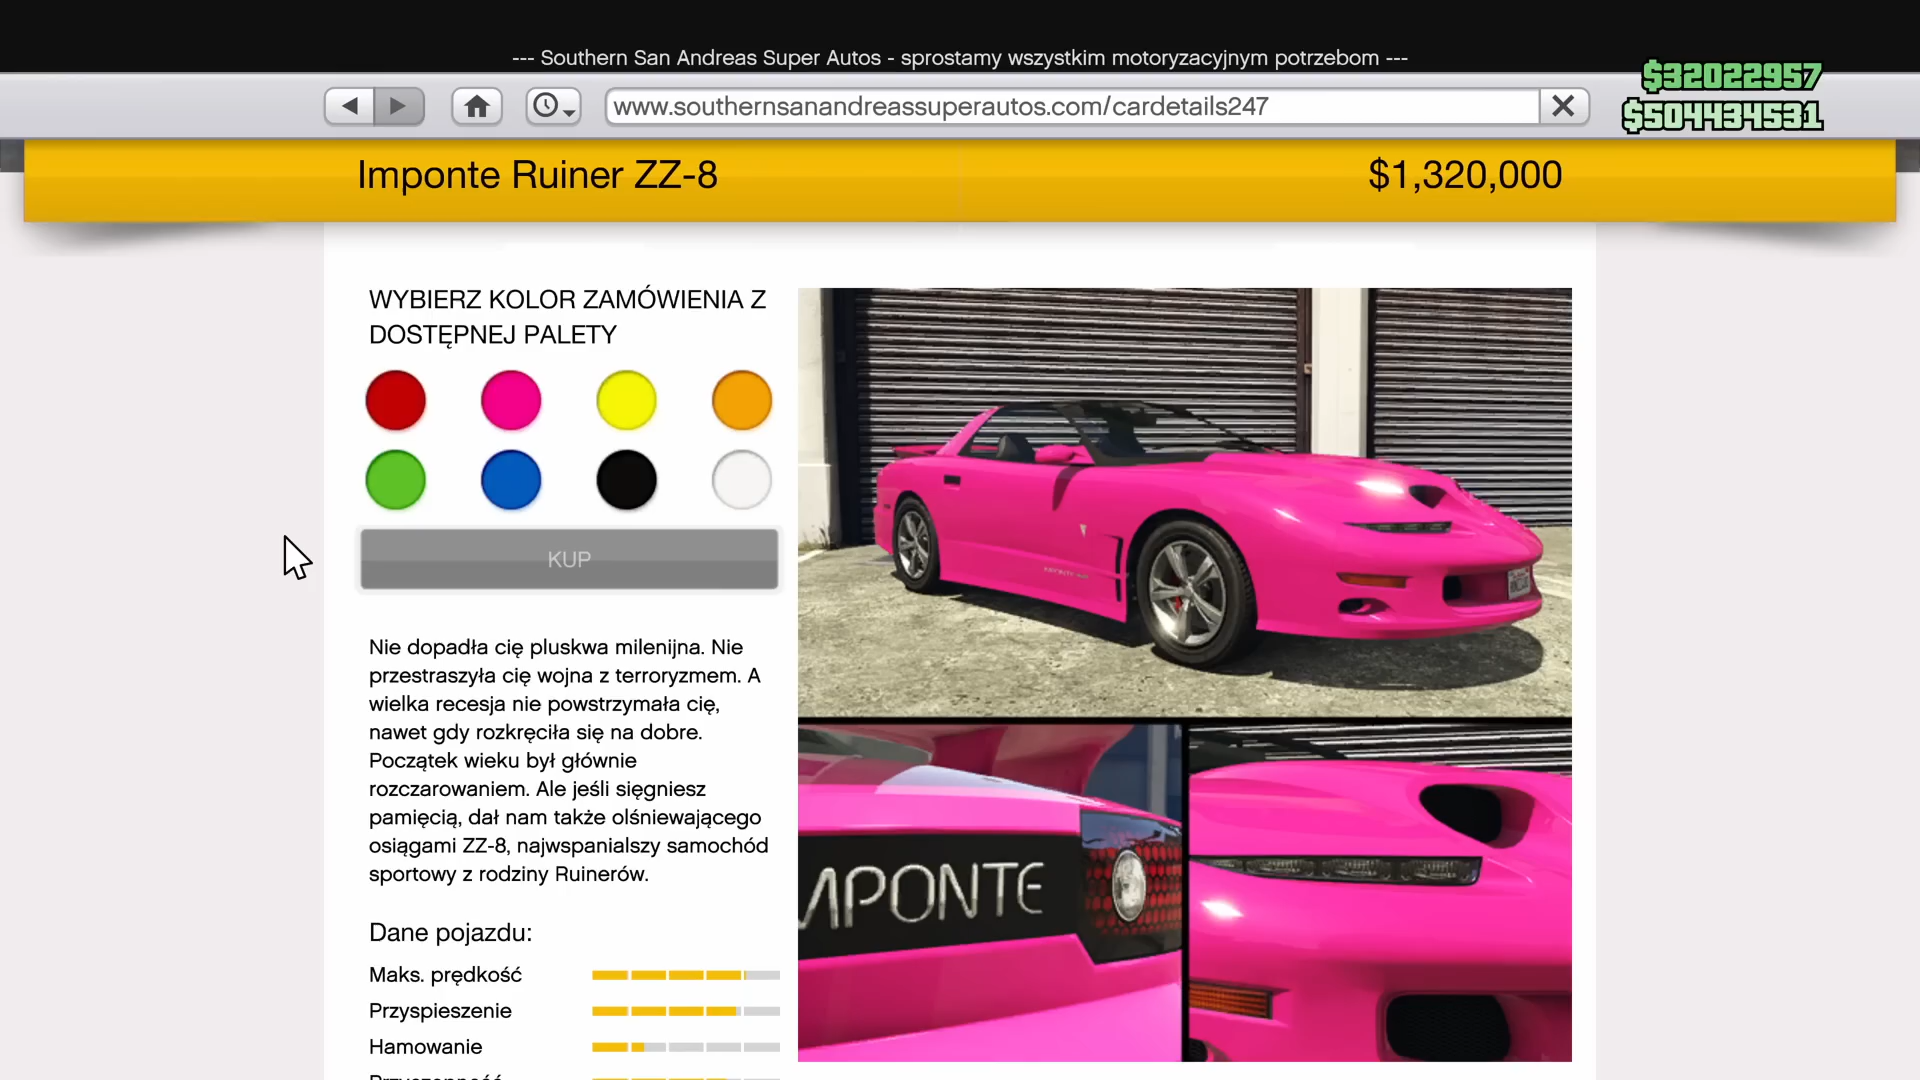 --- Southern San Andreas Super Autos - sprostamy wszystkim motoryzacyjnym potrzebom ---
www.southernsanandreassuperautos.com/cardetails247
$32022957
$504434531
Imponte Ruiner ZZ-8
$1,320,000
WYBIERZ KOLOR ZAMÓWIENIA Z
DOSTĘPNEJ PALETY
KUP
Nie dopadła cię pluskwa milenijna. Nie
przestraszyła cię wojna z terroryzmem. A
wielka recesja nie powstrzymała cię,
nawet gdy rozkręciła się na dobre.
Początek wieku był głównie
rozczarowaniem. Ale jeśli sięgniesz
pamięcią, dał nam także olśniewającego
osiągami ZZ-8, najwspanialszy samochód
sportowy z rodziny Ruinerów.
Dane pojazdu:
Maks. prędkość
Przyspieszenie
Hamowanie
MPONTE